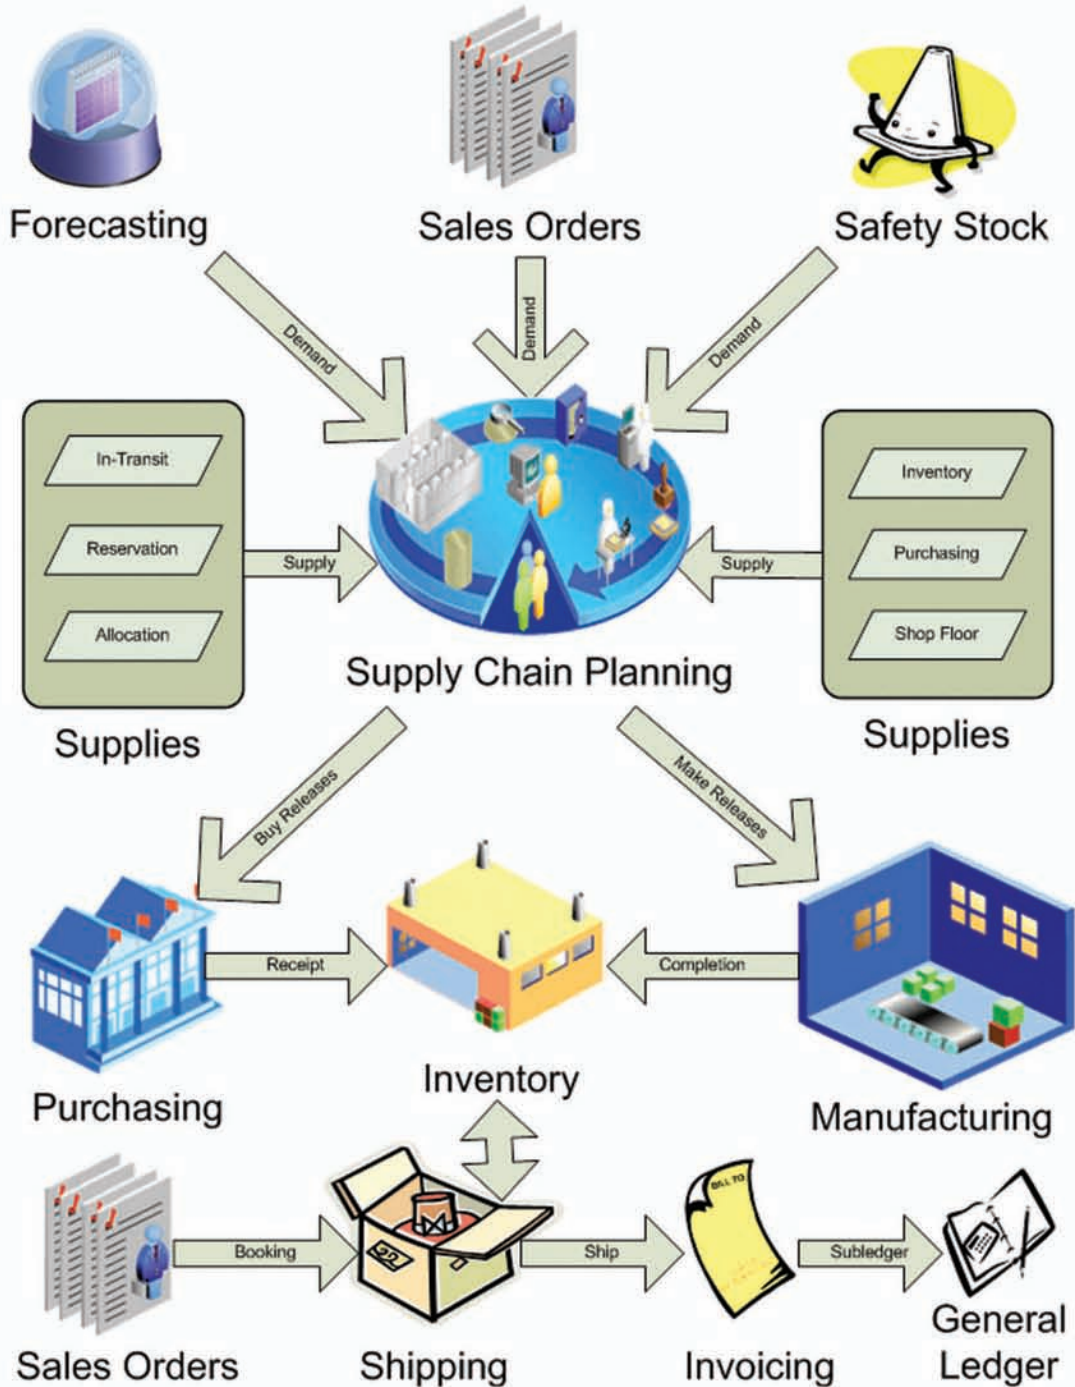 Forecasting
Sales Orders
Safety Stock
Demand
Demand
Demand
In-Transit
Reservation
Allocation
Supplies
Supply
Supply
Inventory
Purchasing
Shop Floor
Supplies
Supply Chain Planning
Buy Releases
Make Releases
Receipt
Completion
Purchasing
Inventory
Manufacturing
BILL TO
Booking
Ship
Subledger
Sales Orders
Shipping
Invoicing
General
Ledger